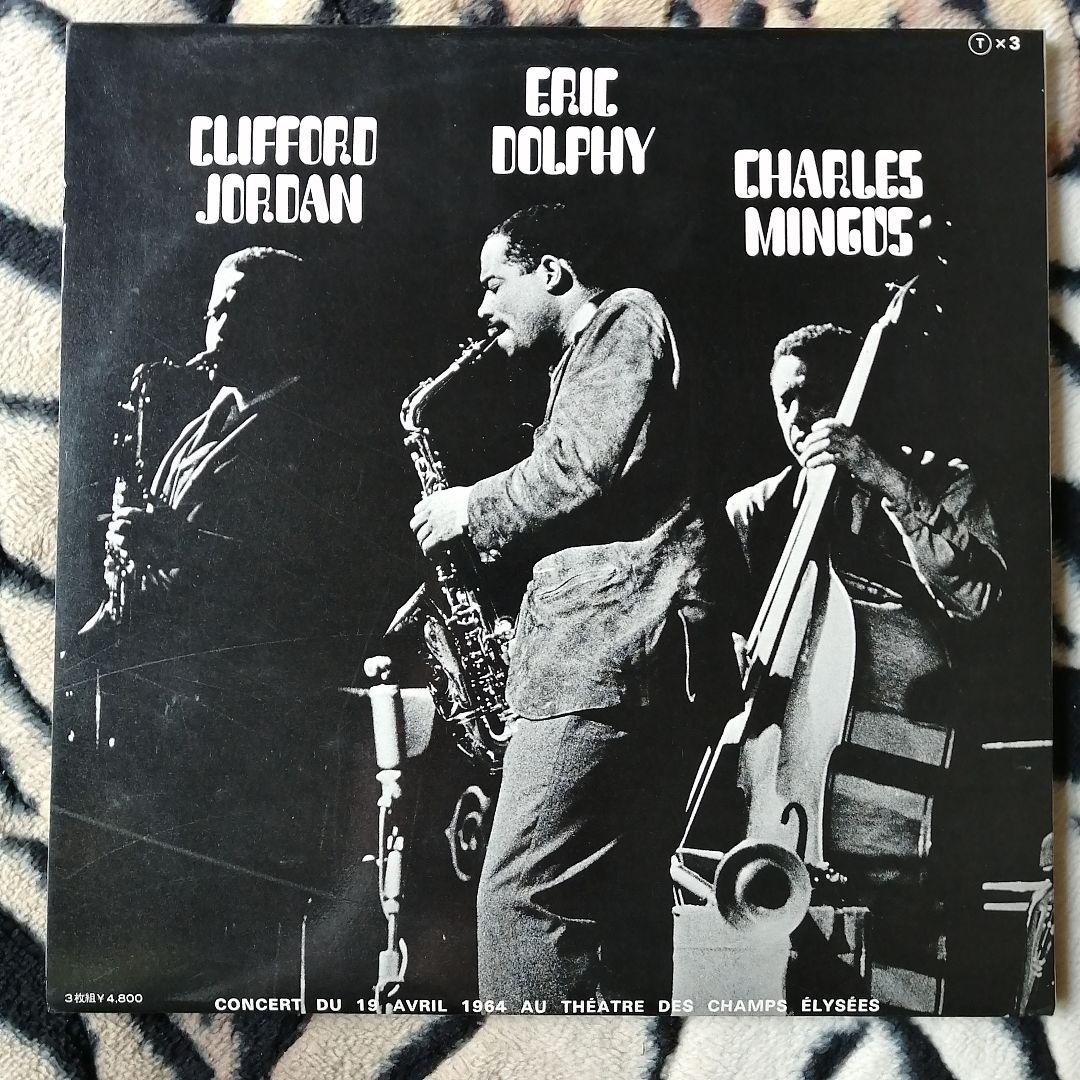 Ⓣ×3
CLIFFORD
JORDAN
ERIC
DOLPHY
CHARLES
MINGUS
3枚組¥4,800
CONCERT DU 19 AVRIL 1964 AU THÉATRE DES CHAMPS ÉLYSÉES